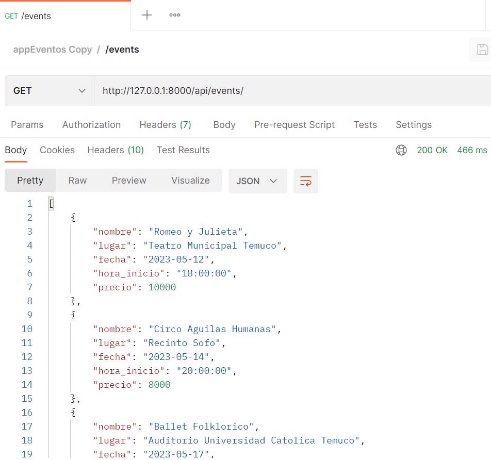 GET /events
+ ooo
appEventos Copy / /events
GET http://127.0.0.1:8000/api/events/
Params Authorization Headers (7) Body Pre-request Script Tests Settings
Body Cookies Headers (10) Test Results 200 OK 466 ms
Pretty Raw Preview Visualize JSON
1 [
2 {
3 "nombre": "Romeo y Julieta",
4 "lugar": "Teatro Municipal Temuco",
5 "fecha": "2023-05-12",
6 "hora_inicio": "18:00:00",
7 "precio": 10000
8 },
9 {
10 "nombre": "Circo Aguilas Humanas",
11 "lugar": "Recinto Sofo",
12 "fecha": "2023-05-14",
13 "hora_inicio": "20:00:00",
14 "precio": 8000
15 },
16 {
17 "nombre": "Ballet Folklorico",
18 "lugar": "Auditorio Universidad Catolica Temuco",
19 "fecha": "2023-05-17",